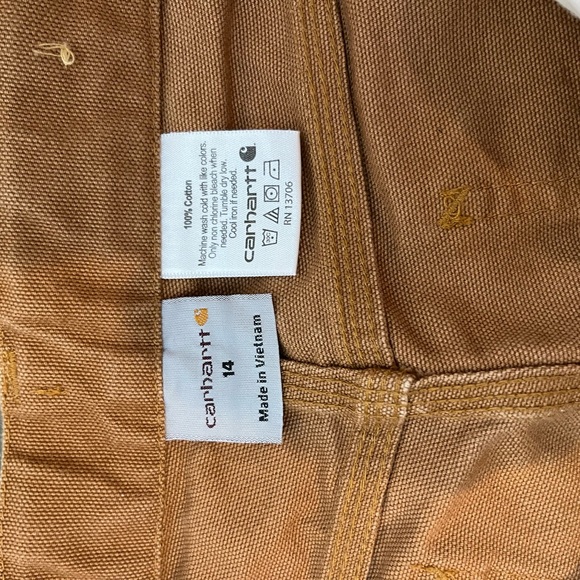 100% Cotton
Machine wash cold with like colors.
Only non chlorine bleach when
needed. Tumble dry low.
Cool iron if needed.
carhartt
RN 13706
carhartt
14
Made in Vietnam